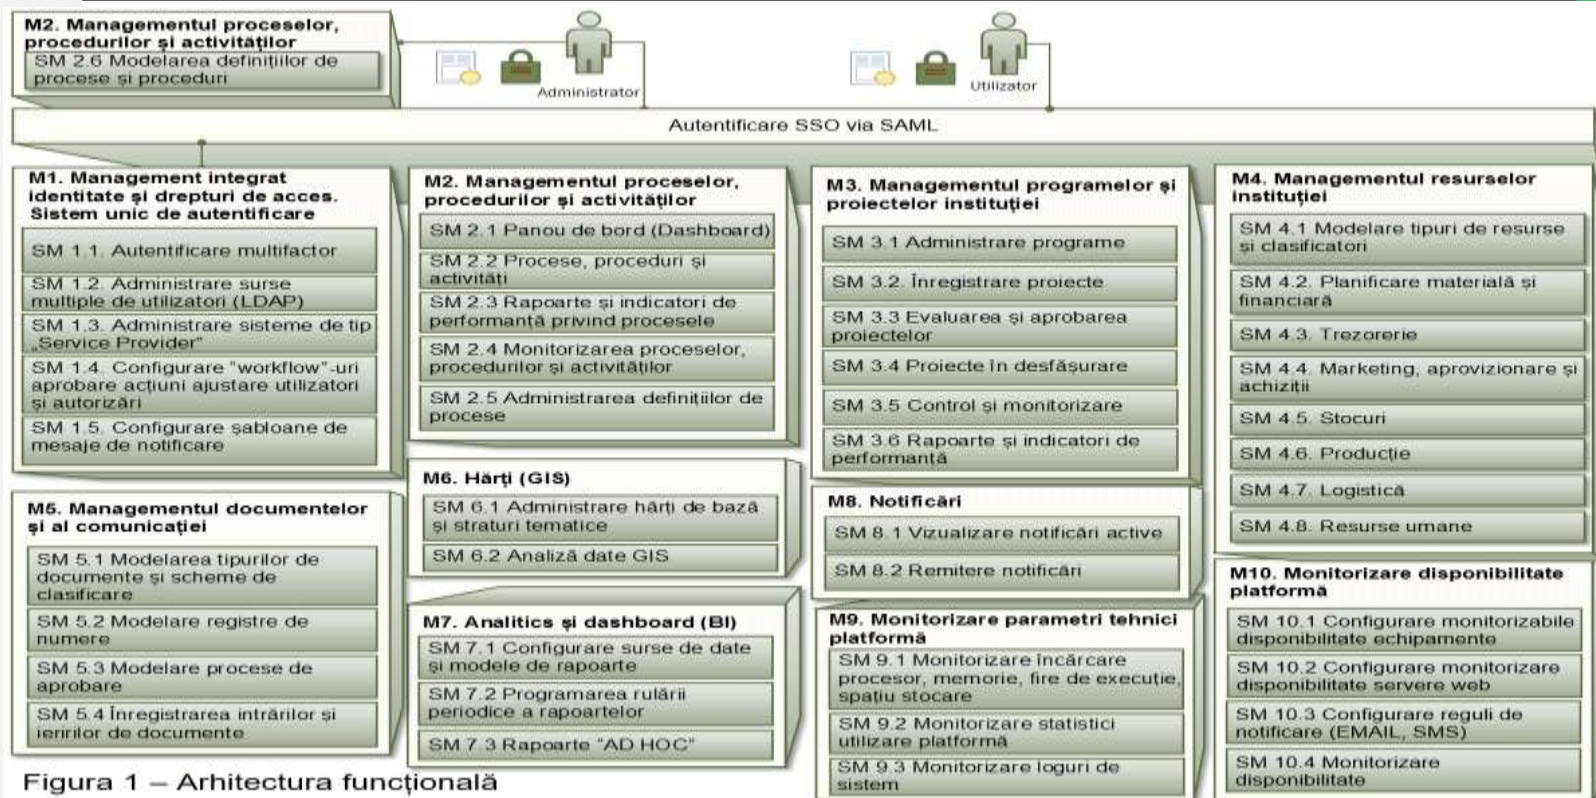 M2. Managementul proceselor,
procedurilor și activităților
SM 2.6 Modelarea definițiilor de
procese și proceduri
Administrator
Utilizator
Autentificare SSO via SAML
M1. Management integrat
identitate și drepturi de acces.
Sistem unic de autentificare
SM 1.1. Autentificare multifactor
SM 1.2. Administrare surse
multiple de utilizatori (LDAP)
SM 1.3. Administrare sisteme de tip
„Service Provider"
SM 1.4. Configurare "workflow"-uri
aprobare acțiuni ajustare utilizatori
și autorizări
SM 1.5. Configurare șabloane de
mesaje de notificare
M2. Managementul proceselor,
procedurilor și activităților
SM 2.1 Panou de bord (Dashboard)
SM 2.2 Procese, proceduri și
activități
SM 2.3 Rapoarte și indicatori de
performanță privind procesele
SM 2.4 Monitorizarea proceselor,
procedurilor și activităților
SM 2.5 Administrarea definițiilor de
procese
M3. Managementul programelor și
proiectelor instituției
SM 3.1 Administrare programe
SM 3.2. Înregistrare proiecte
SM 3.3 Evaluarea și aprobarea
proiectelor
SM 3.4 Proiecte în desfășurare
SM 3.5 Control și monitorizare
SM 3.6 Rapoarte și indicatori de
performanță
M4. Managementul resurselor
instituției
SM 4.1 Modelare tipuri de resurse
și clasificatori
SM 4.2. Planificare materială și
financiară
SM 4.3. Trezorerie
SM 4.4. Marketing, aprovizionare și
achiziții
SM 4.5. Stocuri
SM 4.6. Producție
SM 4.7. Logistică
SM 4.8. Resurse umane
M5. Managementul documentelor
și al comunicației
SM 5.1 Modelarea tipurilor de
documente și scheme de
clasificare
SM 5.2 Modelare registre de
numere
SM 5.3 Modelare procese de
aprobare
SM 5.4 Înregistrarea intrărilor și
ieririlor de documente
M6. Hărți (GIS)
SM 6.1 Administrare hărți de bază
și straturi tematice
SM 6.2 Analiză date GIS
M7. Analytics și dashboard (BI)
SM 7.1 Configurare surse de date
și modele de rapoarte
SM 7.2 Programarea rulării
periodice a rapoartelor
SM 7.3 Rapoarte "AD HOC"
M8. Notificări
SM 8.1 Vizualizare notificări active
SM 8.2 Remitere notificări
M9. Monitorizare parametri tehnici
platformă
SM 9.1 Monitorizare încărcare
procesor, memorie, fire de execuție,
spațiu stocare
SM 9.2 Monitorizare statistici
utilizare platformă
SM 9.3 Monitorizare loguri de
sistem
M10. Monitorizare disponibilitate
platformă
SM 10.1 Configurare monitorizabile
disponibilitate echipamente
SM 10.2 Configurare monitorizare
disponibilitate servere web
SM 10.3 Configurare reguli de
notificare (EMAIL, SMS)
SM 10.4 Monitorizare
disponibilitate
Figura 1 – Arhitectura funcțională